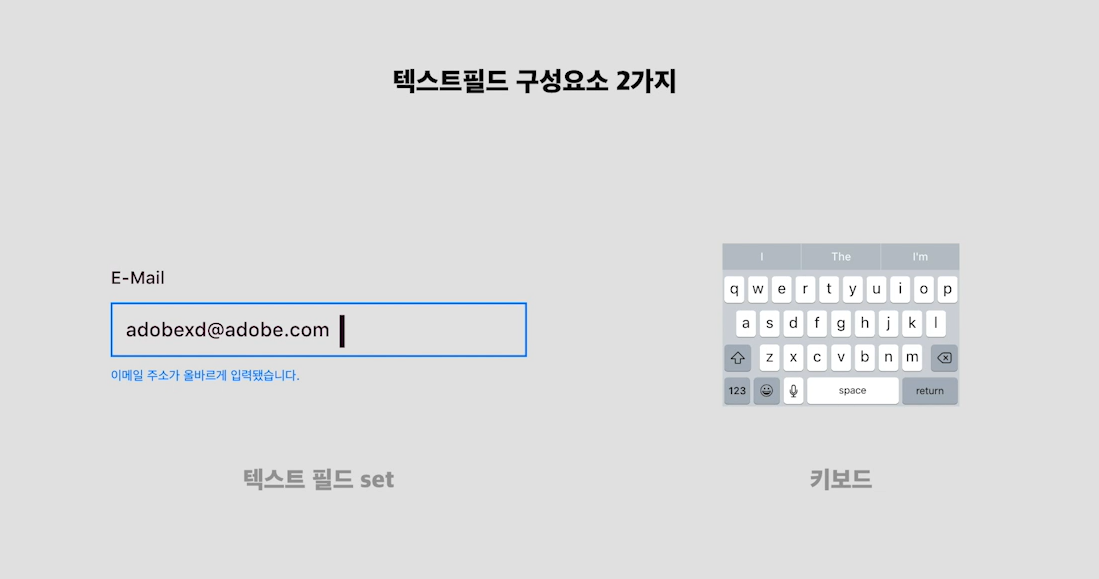 텍스트필드 구성요소 2가지
E-Mail
adobexd@adobe.com
이메일 주소가 올바르게 입력됐습니다.
I The I'm
q w e r t y u i o p
a s d f g h j k l
z x c v b n m
123 space return
텍스트 필드 set
키보드